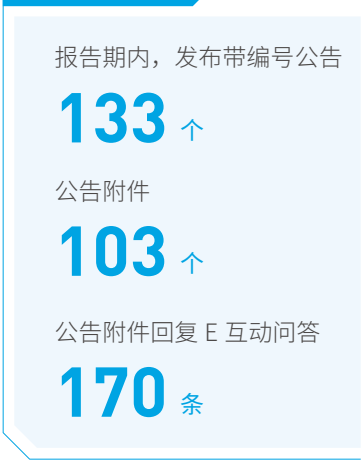 报告期内，发布带编号公告
133 个
公告附件
103 个
公告附件回复 E 互动问答
170 条